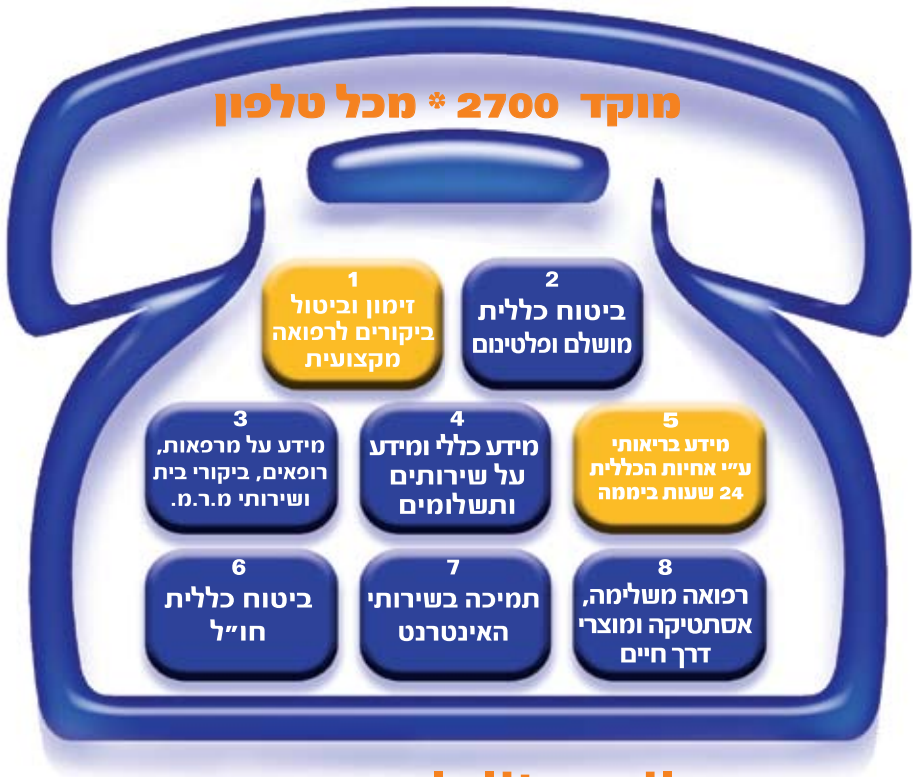 מוקד 2700 * מכל טלפון
1
זימון וביטול
ביקורים לרפואה
מקצועית
2
ביטוח כללית
מושלם ופלטינום
3
מידע על מרפאות,
רופאים, ביקורי בית
ושירותי מ.ר.מ.
4
מידע כללי ומידע
על שירותים
ותשלומים
5
מידע בריאותי
ע״י אחיות הכללית
24 שעות ביממה
6
ביטוח כללית
חו״ל
7
תמיכה בשירותי
האינטרנט
8
רפואה משלימה,
אסתטיקה ומוצרי
דרך חיים